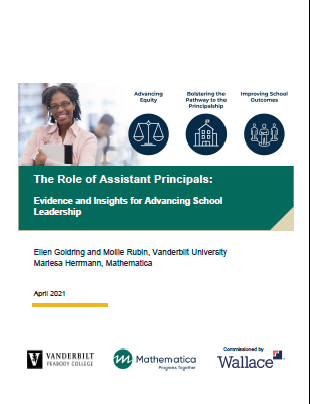 Advancing
Equity
Bolstering the
Pathway to the
Principalship
Improving School
Outcomes
The Role of Assistant Principals:
Evidence and Insights for Advancing School
Leadership
Ellen Goldring and Mollie Rubin, Vanderbilt University
Mariesa Herrmann, Mathematica
April 2021
V
VANDERBILT
PEABODY COLLEGE
Mathematica
Progress Together
Commissioned by
Wallace